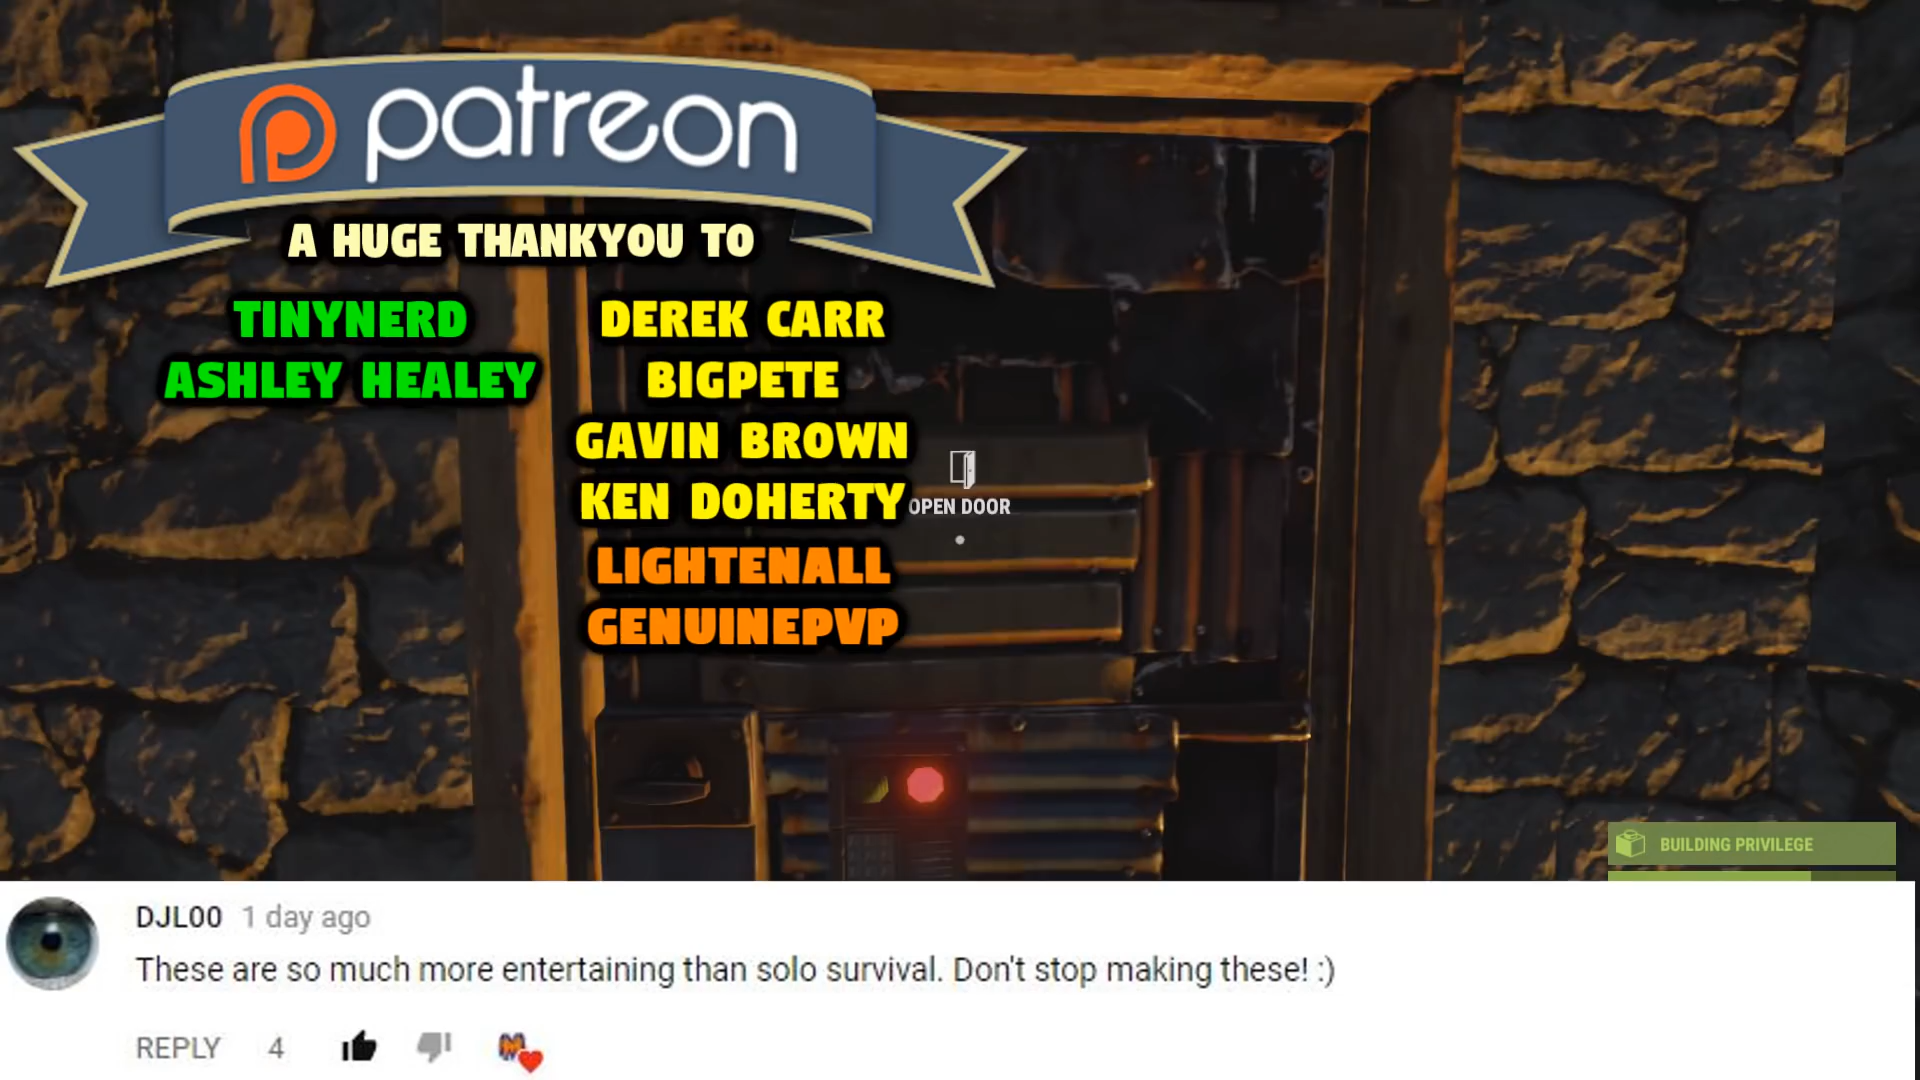 patreon
A HUGE THANKYOU TO
TINYNERD
ASHLEY HEALEY
DEREK CARR
BIGPETE
GAVIN BROWN
KEN DOHERTY
LIGHTENALL
GENUINEPVP
OPEN DOOR
BUILDING PRIVILEGE
DJL00 1 day ago
These are so much more entertaining than solo survival. Don't stop making these! :)
REPLY 4